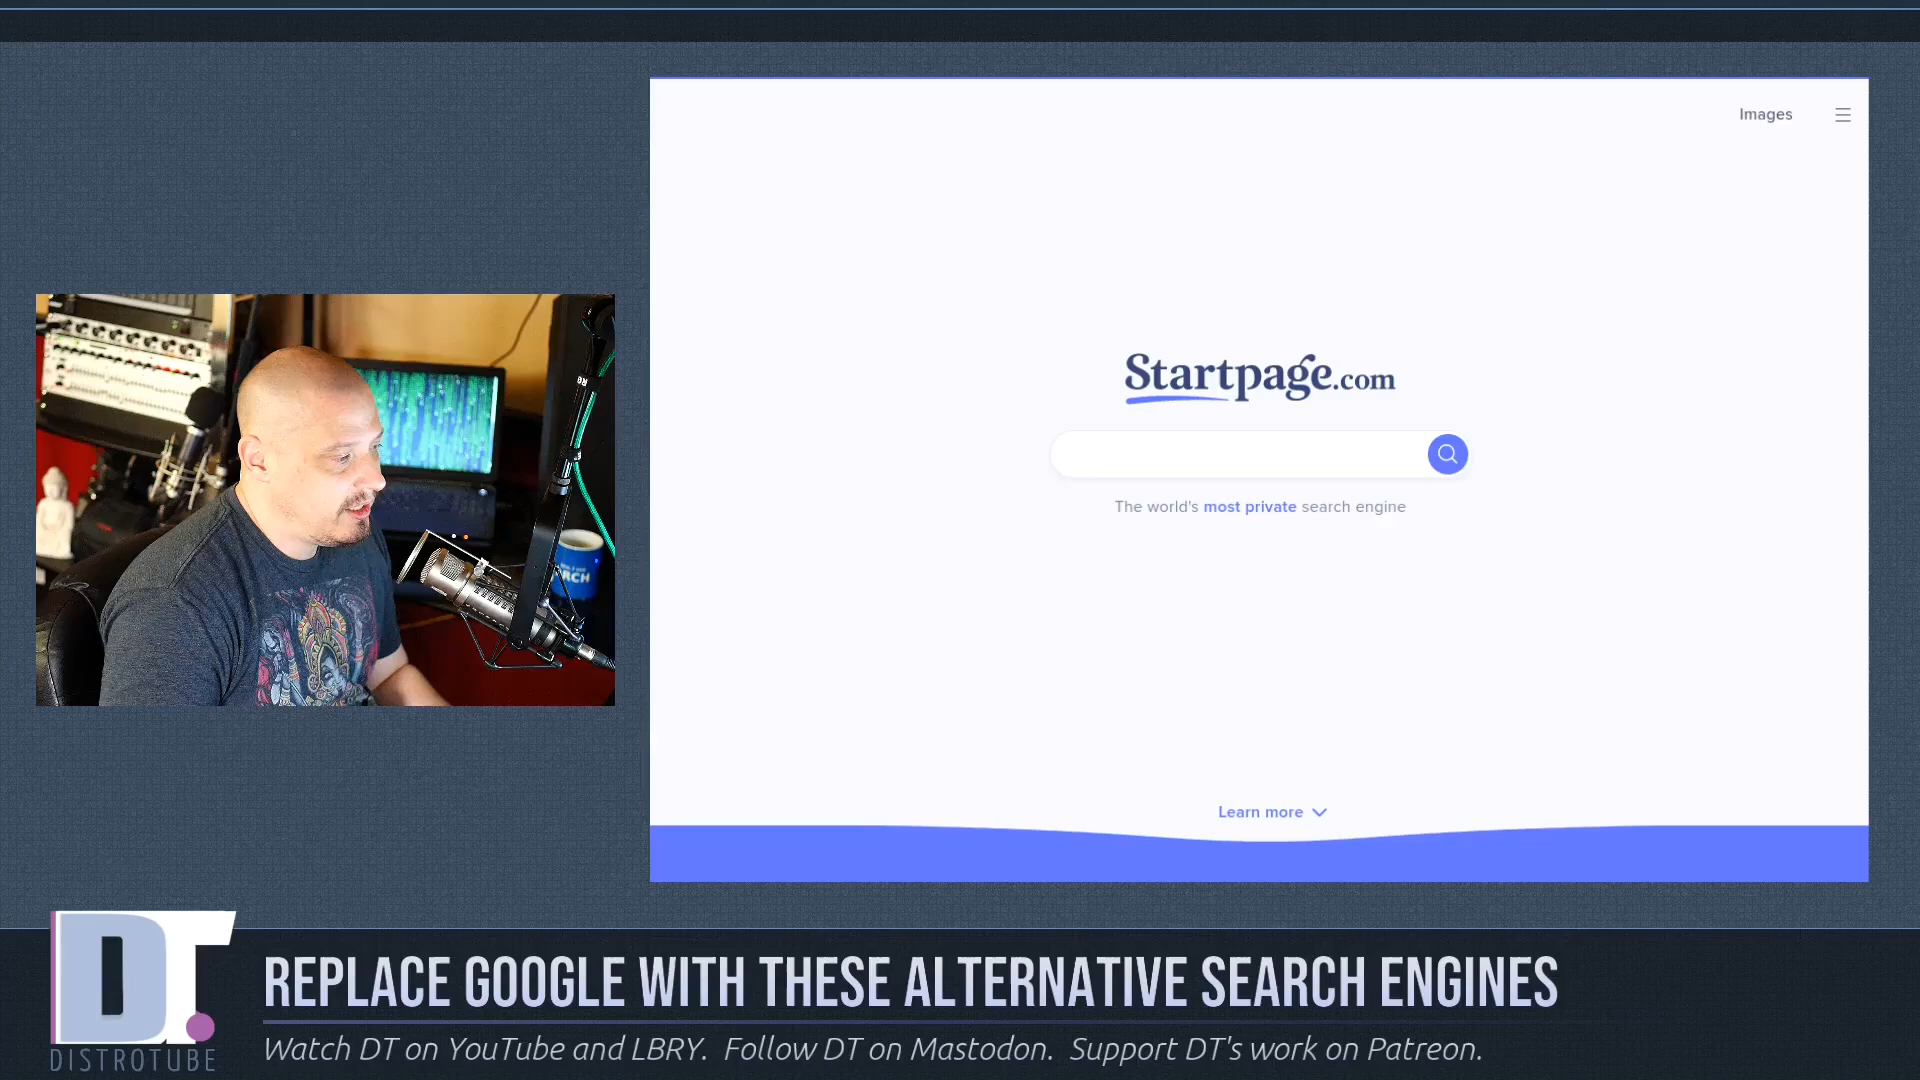 Images
Startpage.com
The world's most private search engine
Learn more
RCH
DT
DISTROTUBE
REPLACE GOOGLE WITH THESE ALTERNATIVE SEARCH ENGINES
Watch DT on YouTube and LBRY. Follow DT on Mastodon. Support DT's work on Patreon.